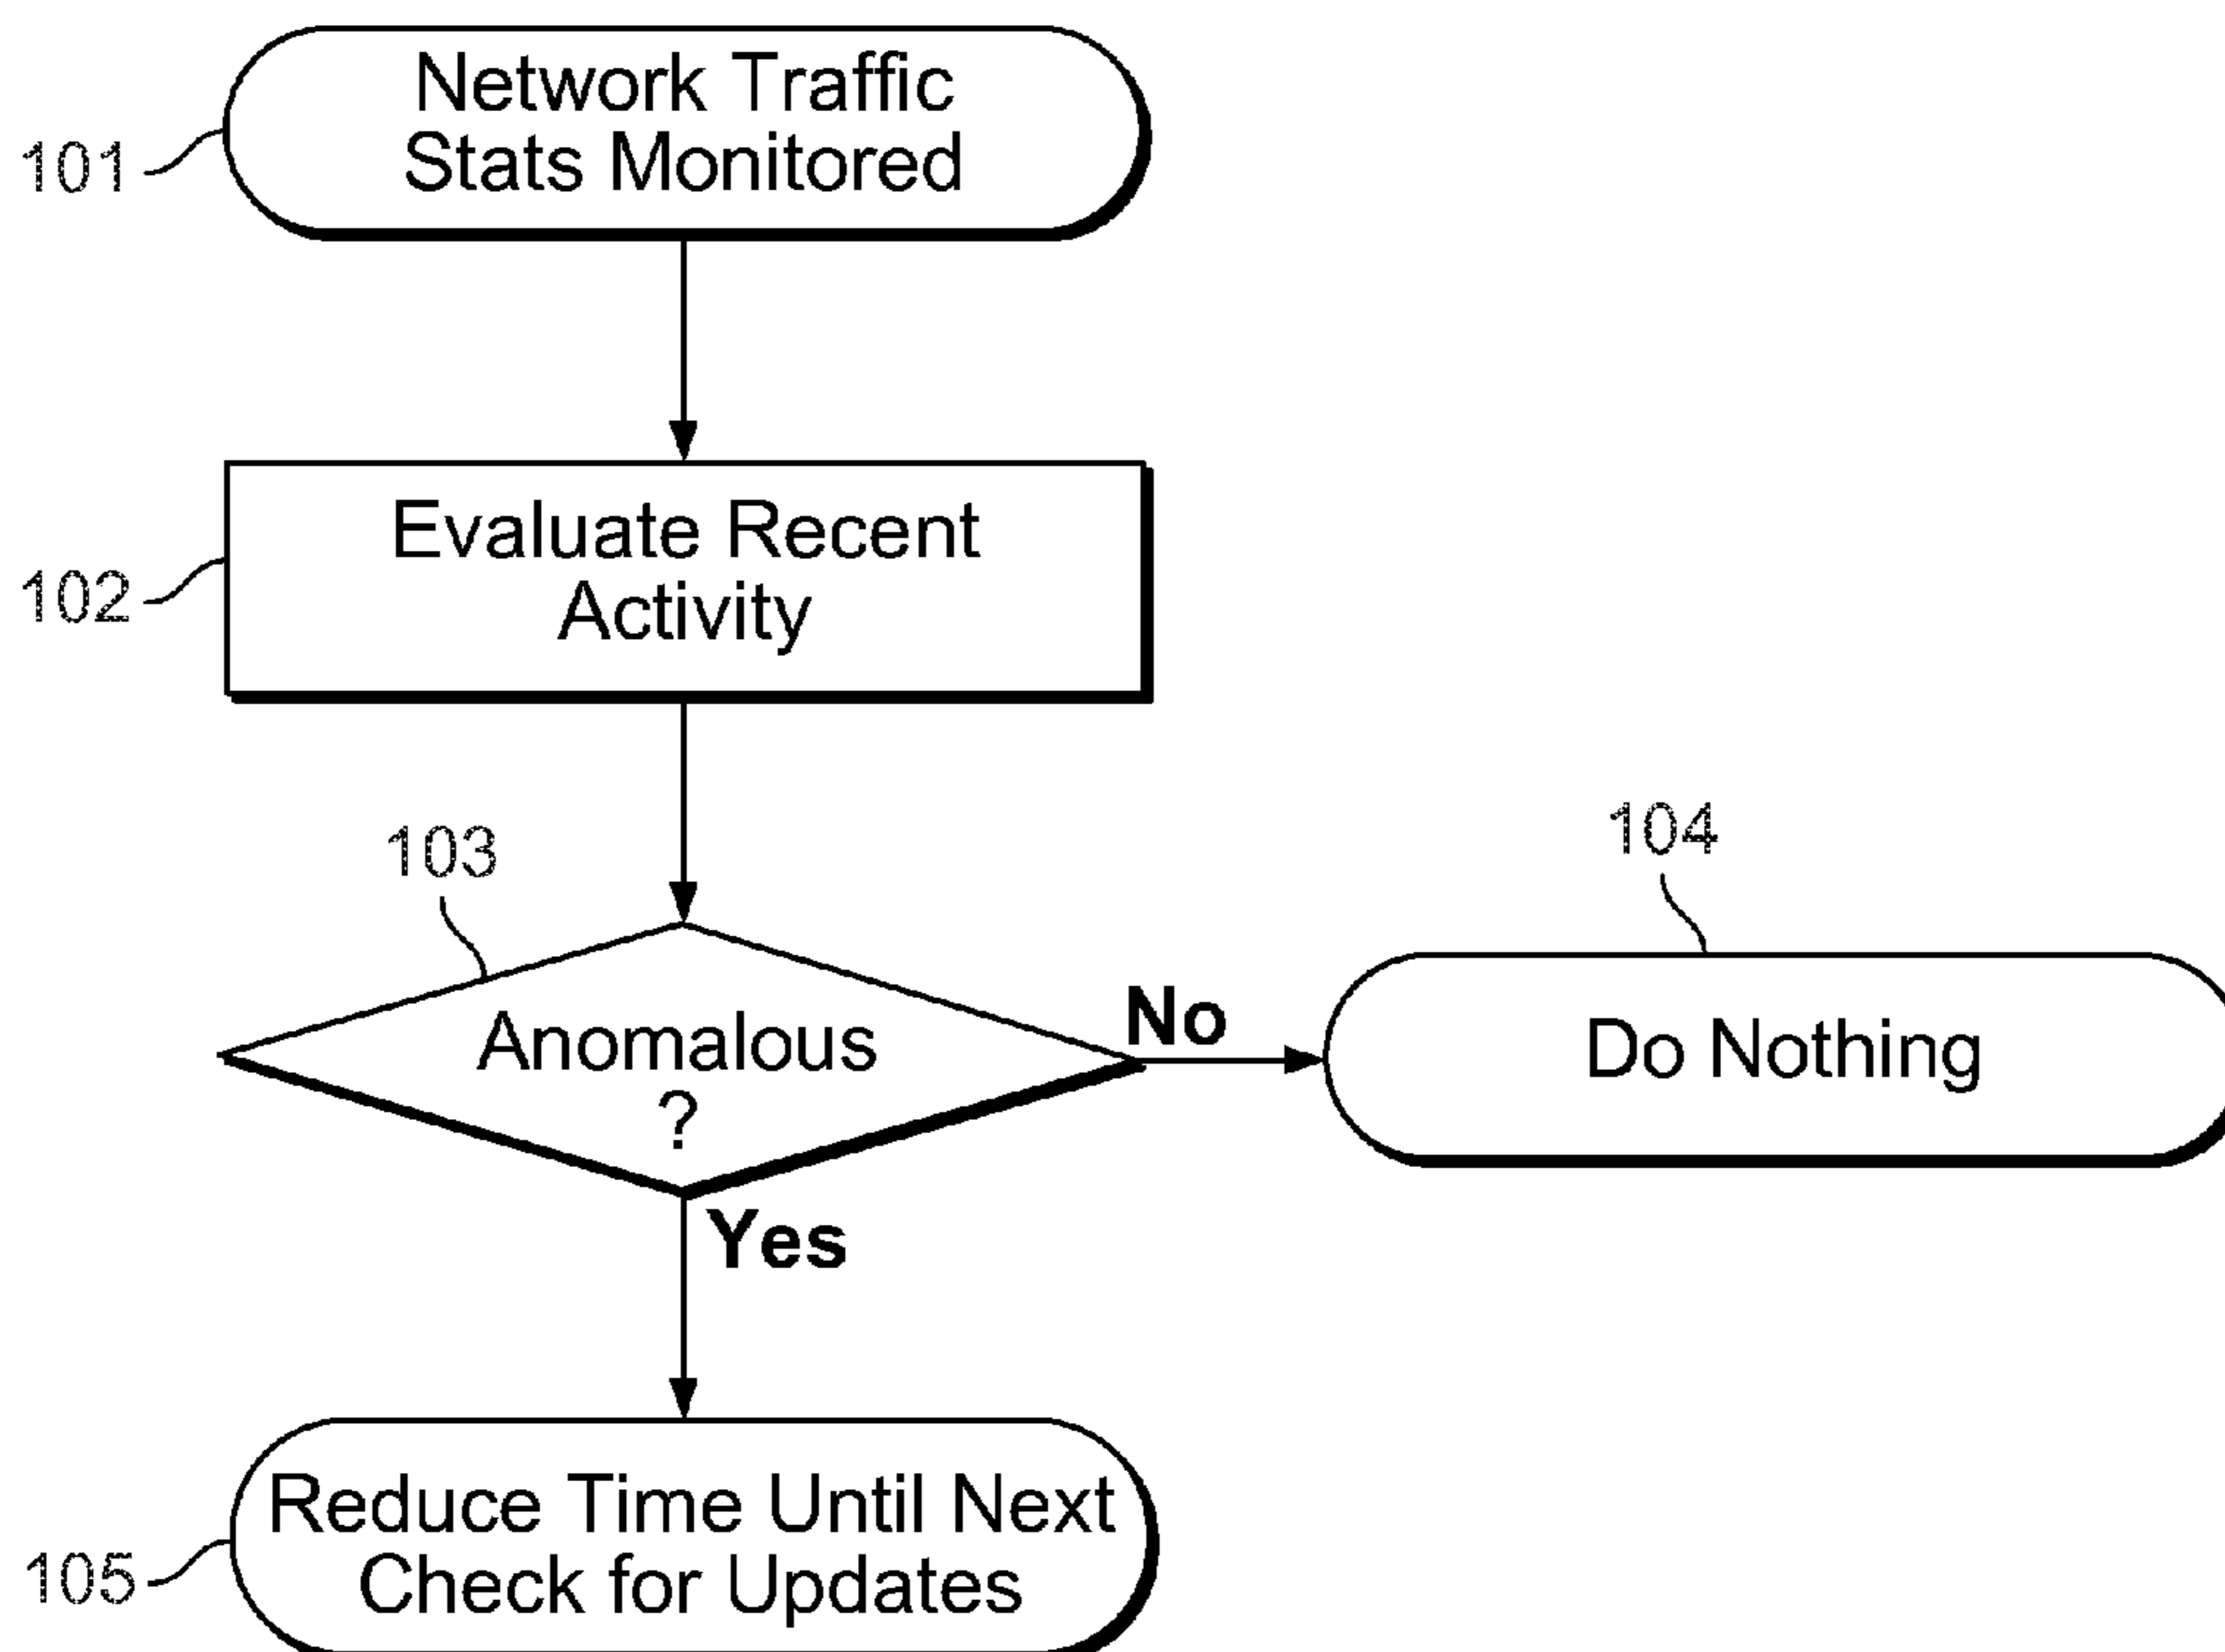 Network Traffic
Stats Monitored
101
Evaluate Recent
Activity
102
103
Anomalous
?
No
104
Do Nothing
Yes
Reduce Time Until Next
Check for Updates
105